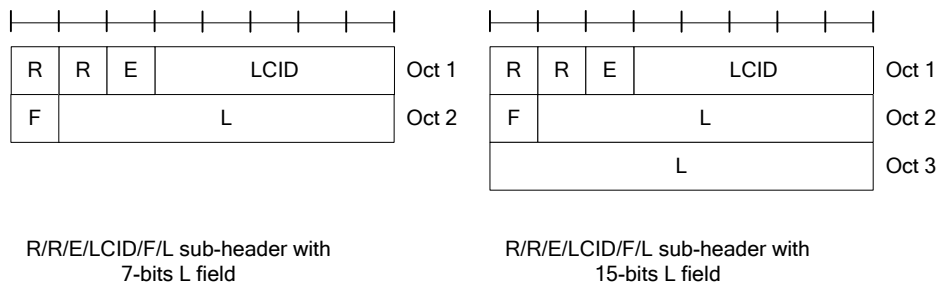 R R E LCID Oct 1
F L Oct 2
R/R/E/LCID/F/L sub-header with
7-bits L field
R R E LCID Oct 1
F L Oct 2
L Oct 3
R/R/E/LCID/F/L sub-header with
15-bits L field